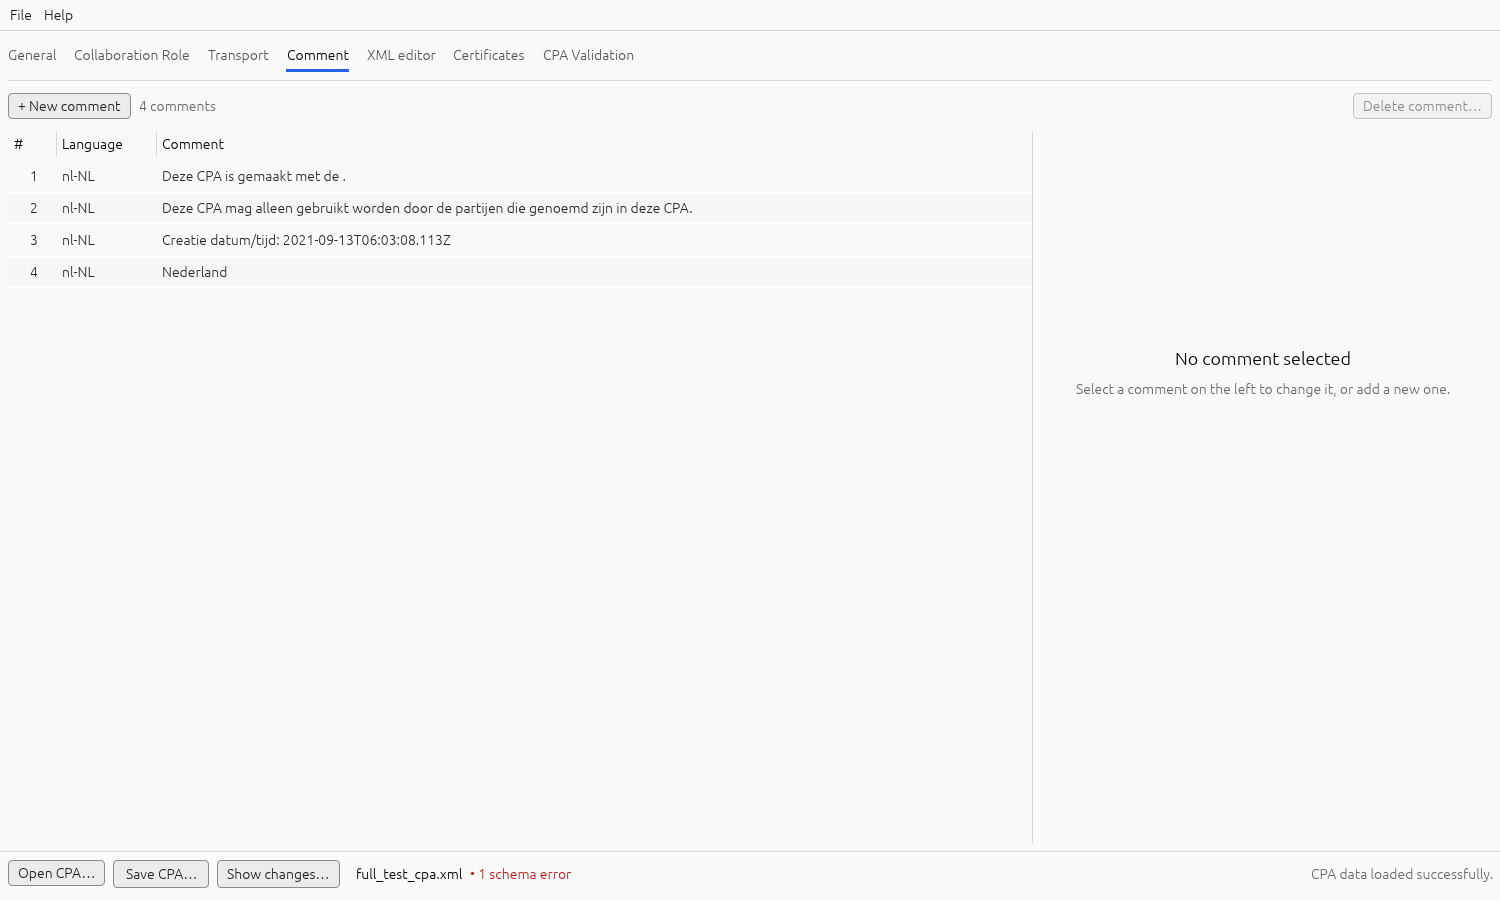 File Help
General Collaboration Role Transport Comment XML editor Certificates CPA Validation
+ New comment 4 comments Delete comment…
# Language Comment
1 nl-NL Deze CPA is gemaakt met de .
2 nl-NL Deze CPA mag alleen gebruikt worden door de partijen die genoemd zijn in deze CPA.
3 nl-NL Creatie datum/tijd: 2021-09-13T06:03:08.113Z
4 nl-NL Nederland
No comment selected
Select a comment on the left to change it, or add a new one.
Open CPA… Save CPA… Show changes… full_test_cpa.xml • 1 schema error CPA data loaded successfully.